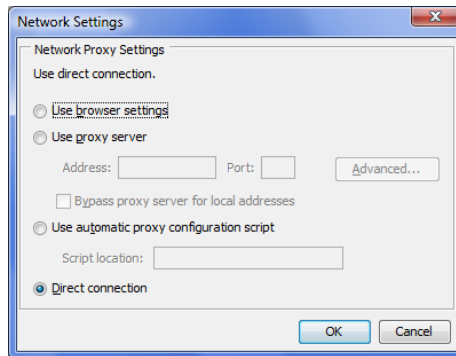 Network Settings
Network Proxy Settings
Use direct connection.
Use browser settings
Use proxy server
Address: Port: Advanced...
Bypass proxy server for local addresses
Use automatic proxy configuration script
Script location:
Direct connection
OK Cancel